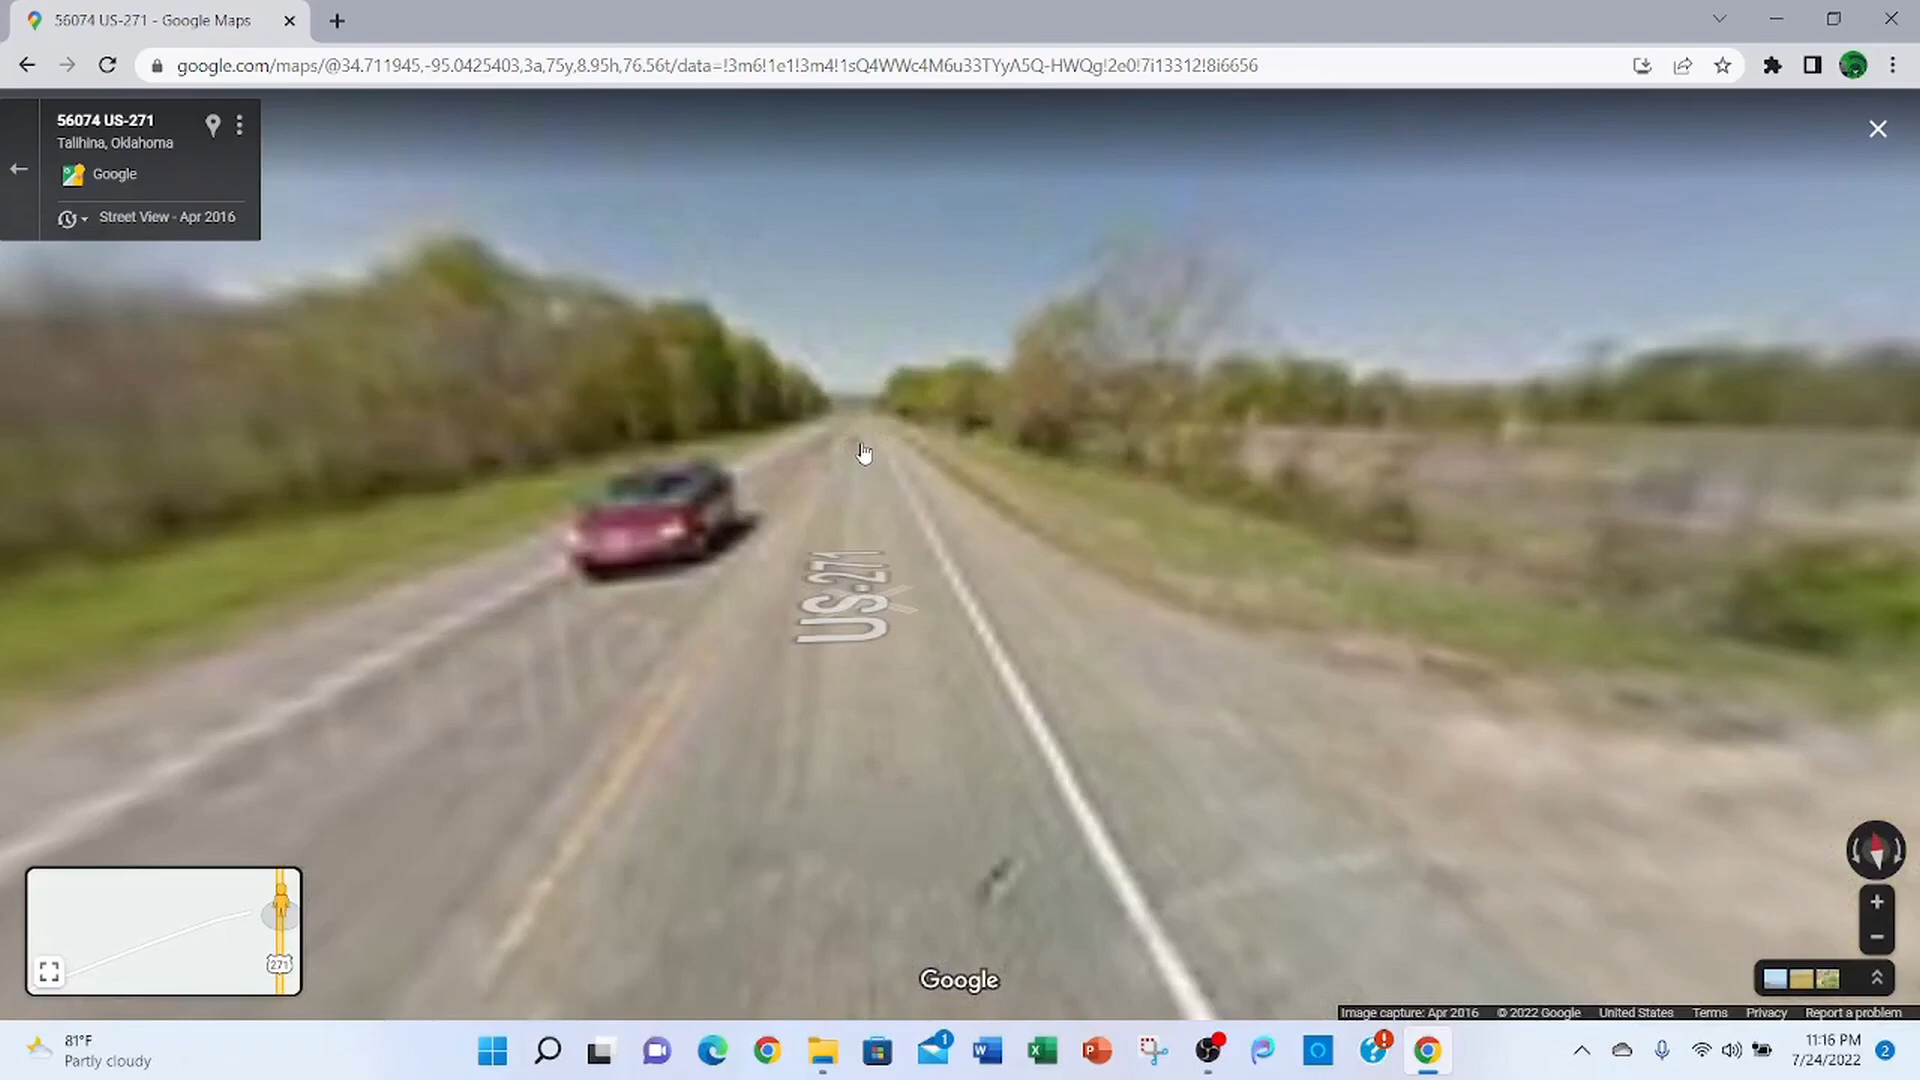 56074 US-271 - Google Maps
google.com/maps/@34.711945,-95.0425403,3a,75y,8.95h,76.56t/data=!3m6!1e1!3m4!1sQ4WWc4M6u33TYyA5Q-HWQg!2e0!7i13312!8i6656
56074 US-271
Talihina, Oklahoma
Google
Street View - Apr 2016
US-271
271
Google
Image capture: Apr 2016 © 2022 Google United States Terms Privacy Report a problem
81°F
Partly cloudy
1
11:16 PM
7/24/2022
2